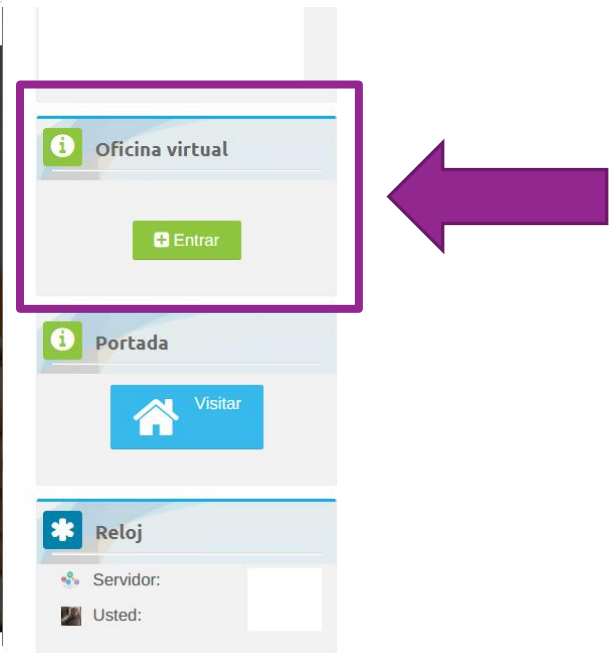 Oficina virtual
Entrar
Portada
Visitar
Reloj
Servidor:
Usted: